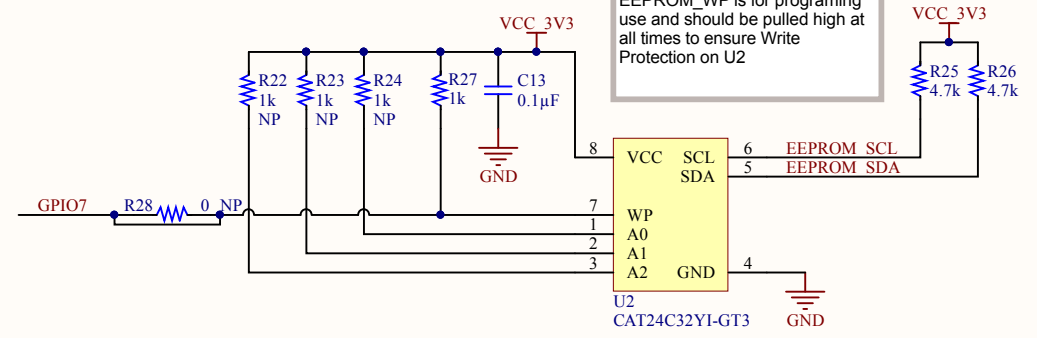 EEPROM_WP is for programing
use and should be pulled high at
all times to ensure Write
Protection on U2
VCC_3V3
VCC_3V3
R22
1k
NP
R23
1k
NP
R24
1k
NP
R27
1k
C13
0.1µF
GND
R25
4.7k
R26
4.7k
8
VCC
SCL
6
EEPROM_SCL
SDA
5
EEPROM_SDA
GPIO7
R28
0_NP
7
WP
1
A0
2
A1
3
A2
GND
4
U2
CAT24C32YI-GT3
GND